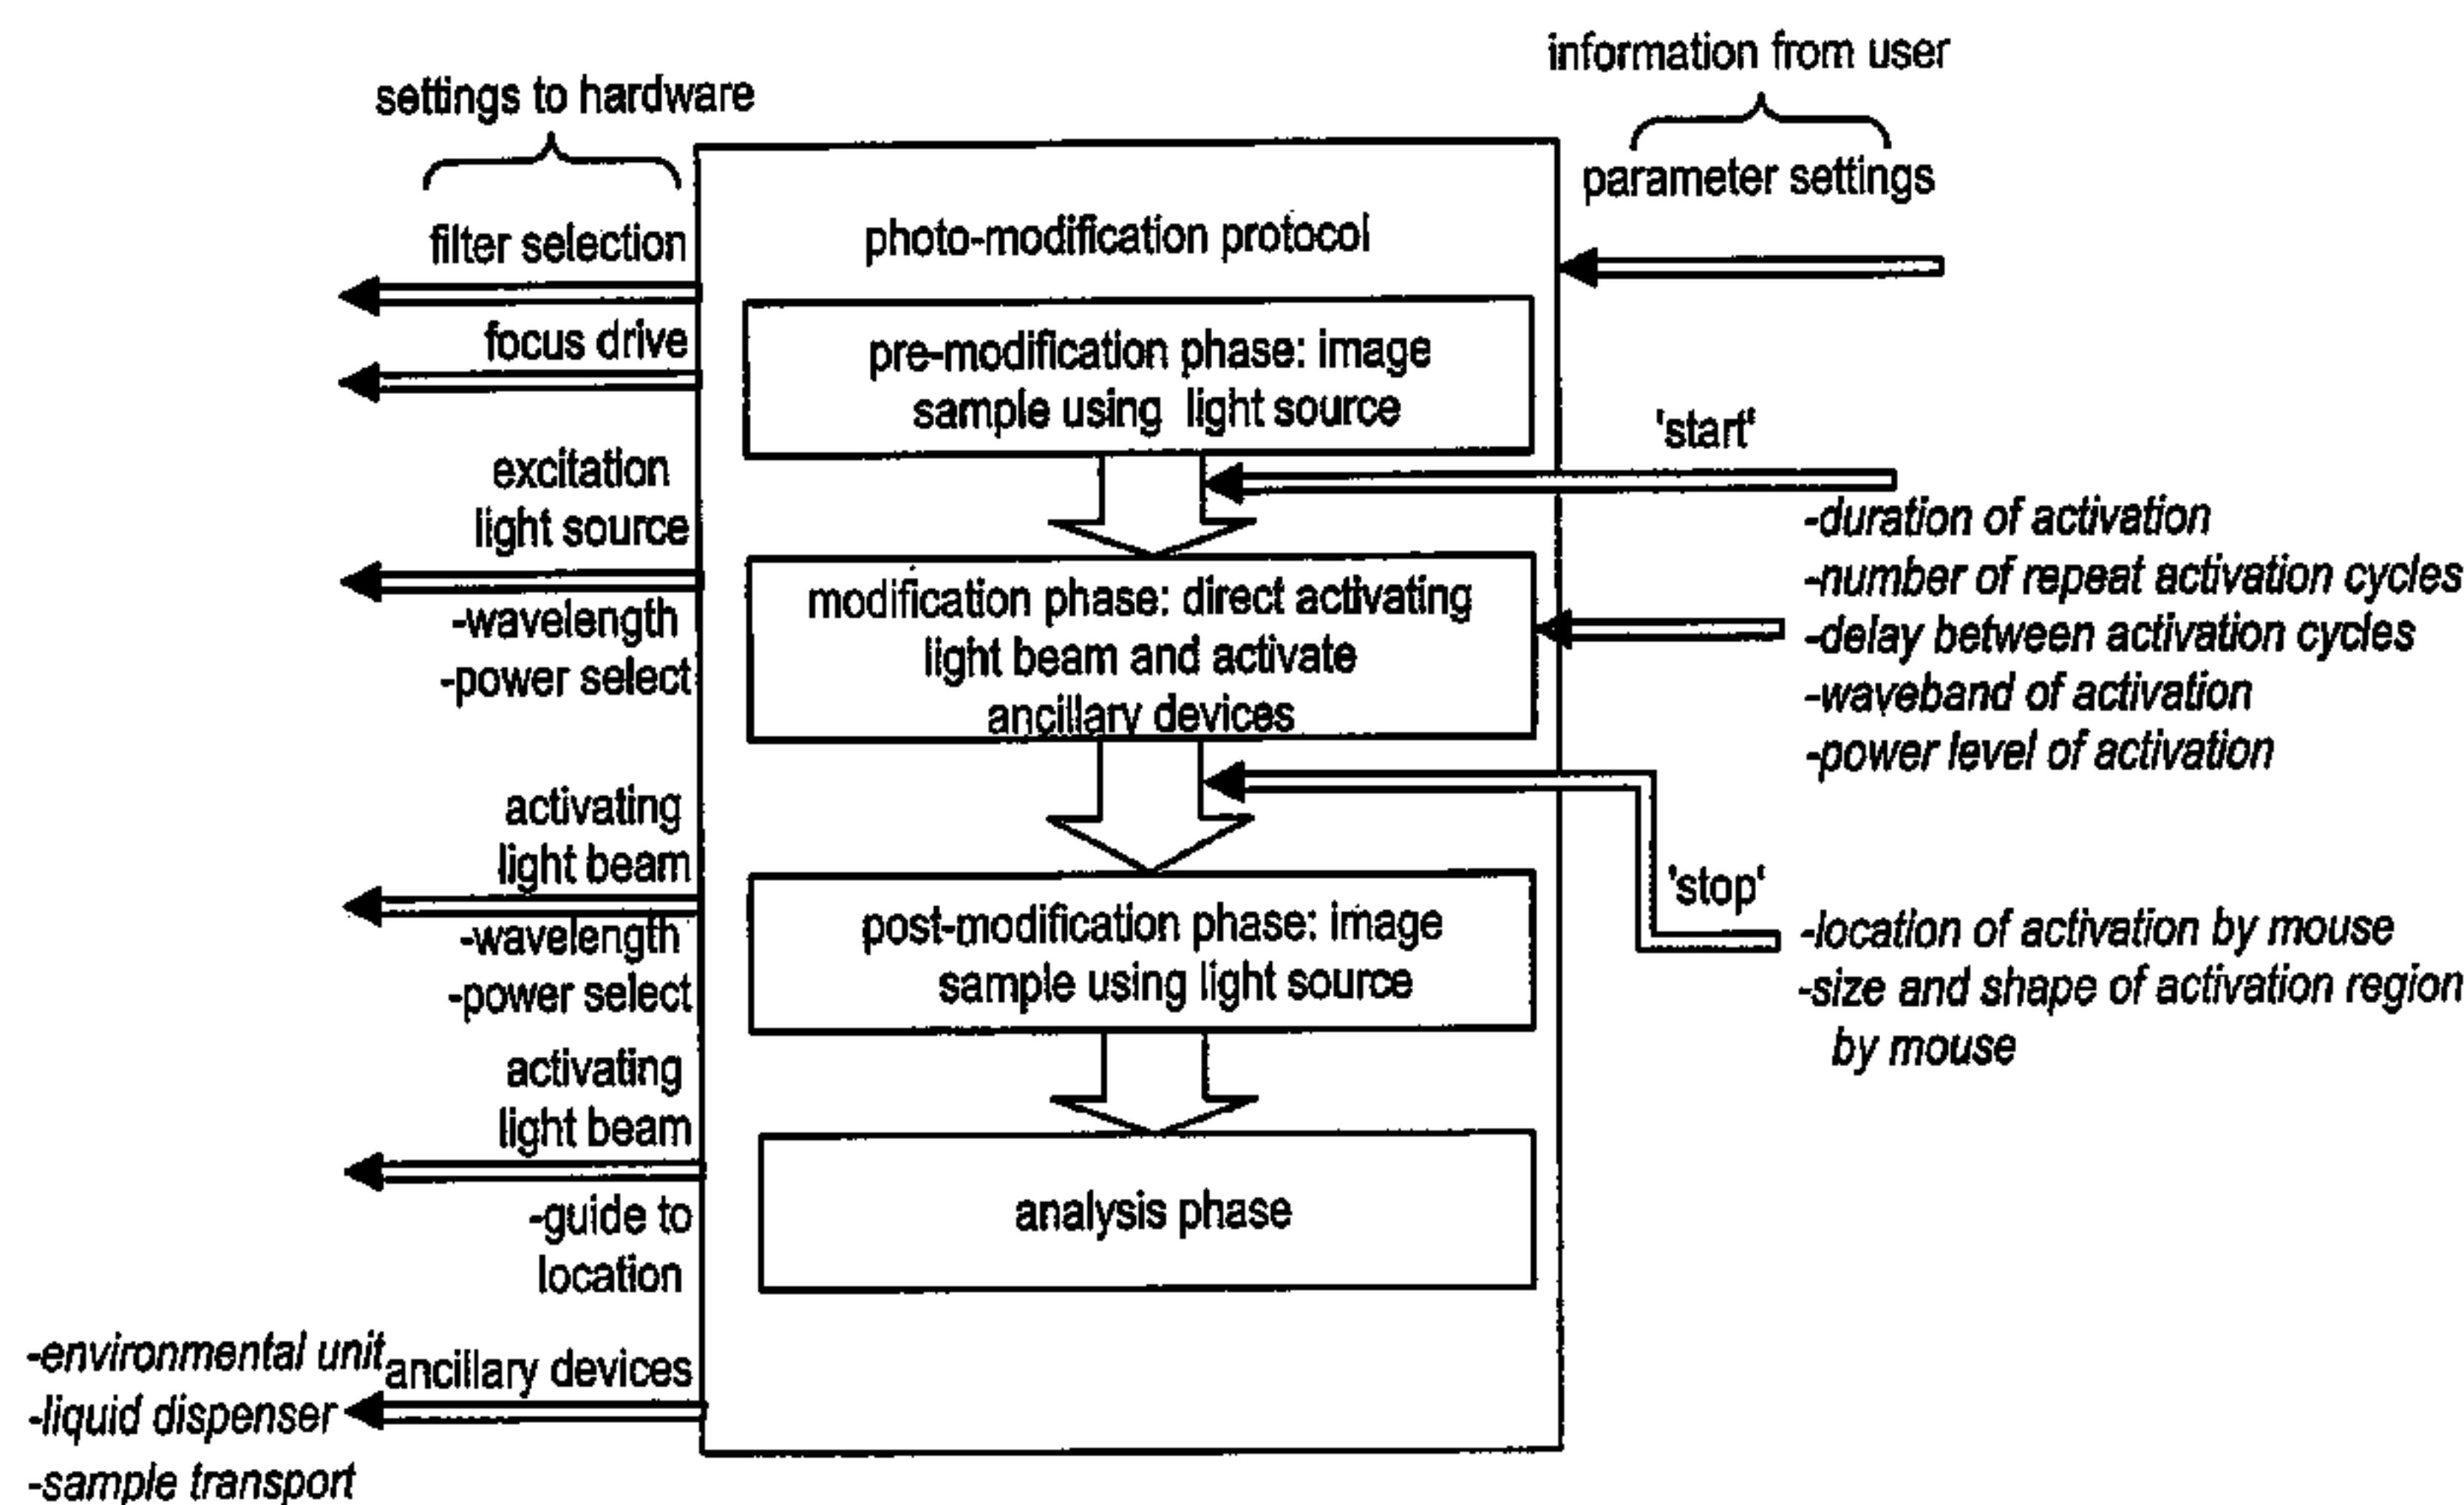 information from user
settings to hardware
parameter settings
filter selection
photo-modification protocol
focus drive
pre-modification phase: image
sample using light source
'start'
excitation
light source
-wavelength
-power select
-duration of activation
-number of repeat activation cycles
-delay between activation cycles
-waveband of activation
-power level of activation
modification phase: direct activating
light beam and activate
ancillary devices
activating
light beam
-wavelength
-power select
'stop'
-location of activation by mouse
-size and shape of activation region
by mouse
post-modification phase: image
sample using light source
activating
light beam
-guide to
location
analysis phase
ancillary devices
-environmental unit
-liquid dispenser
-sample transport